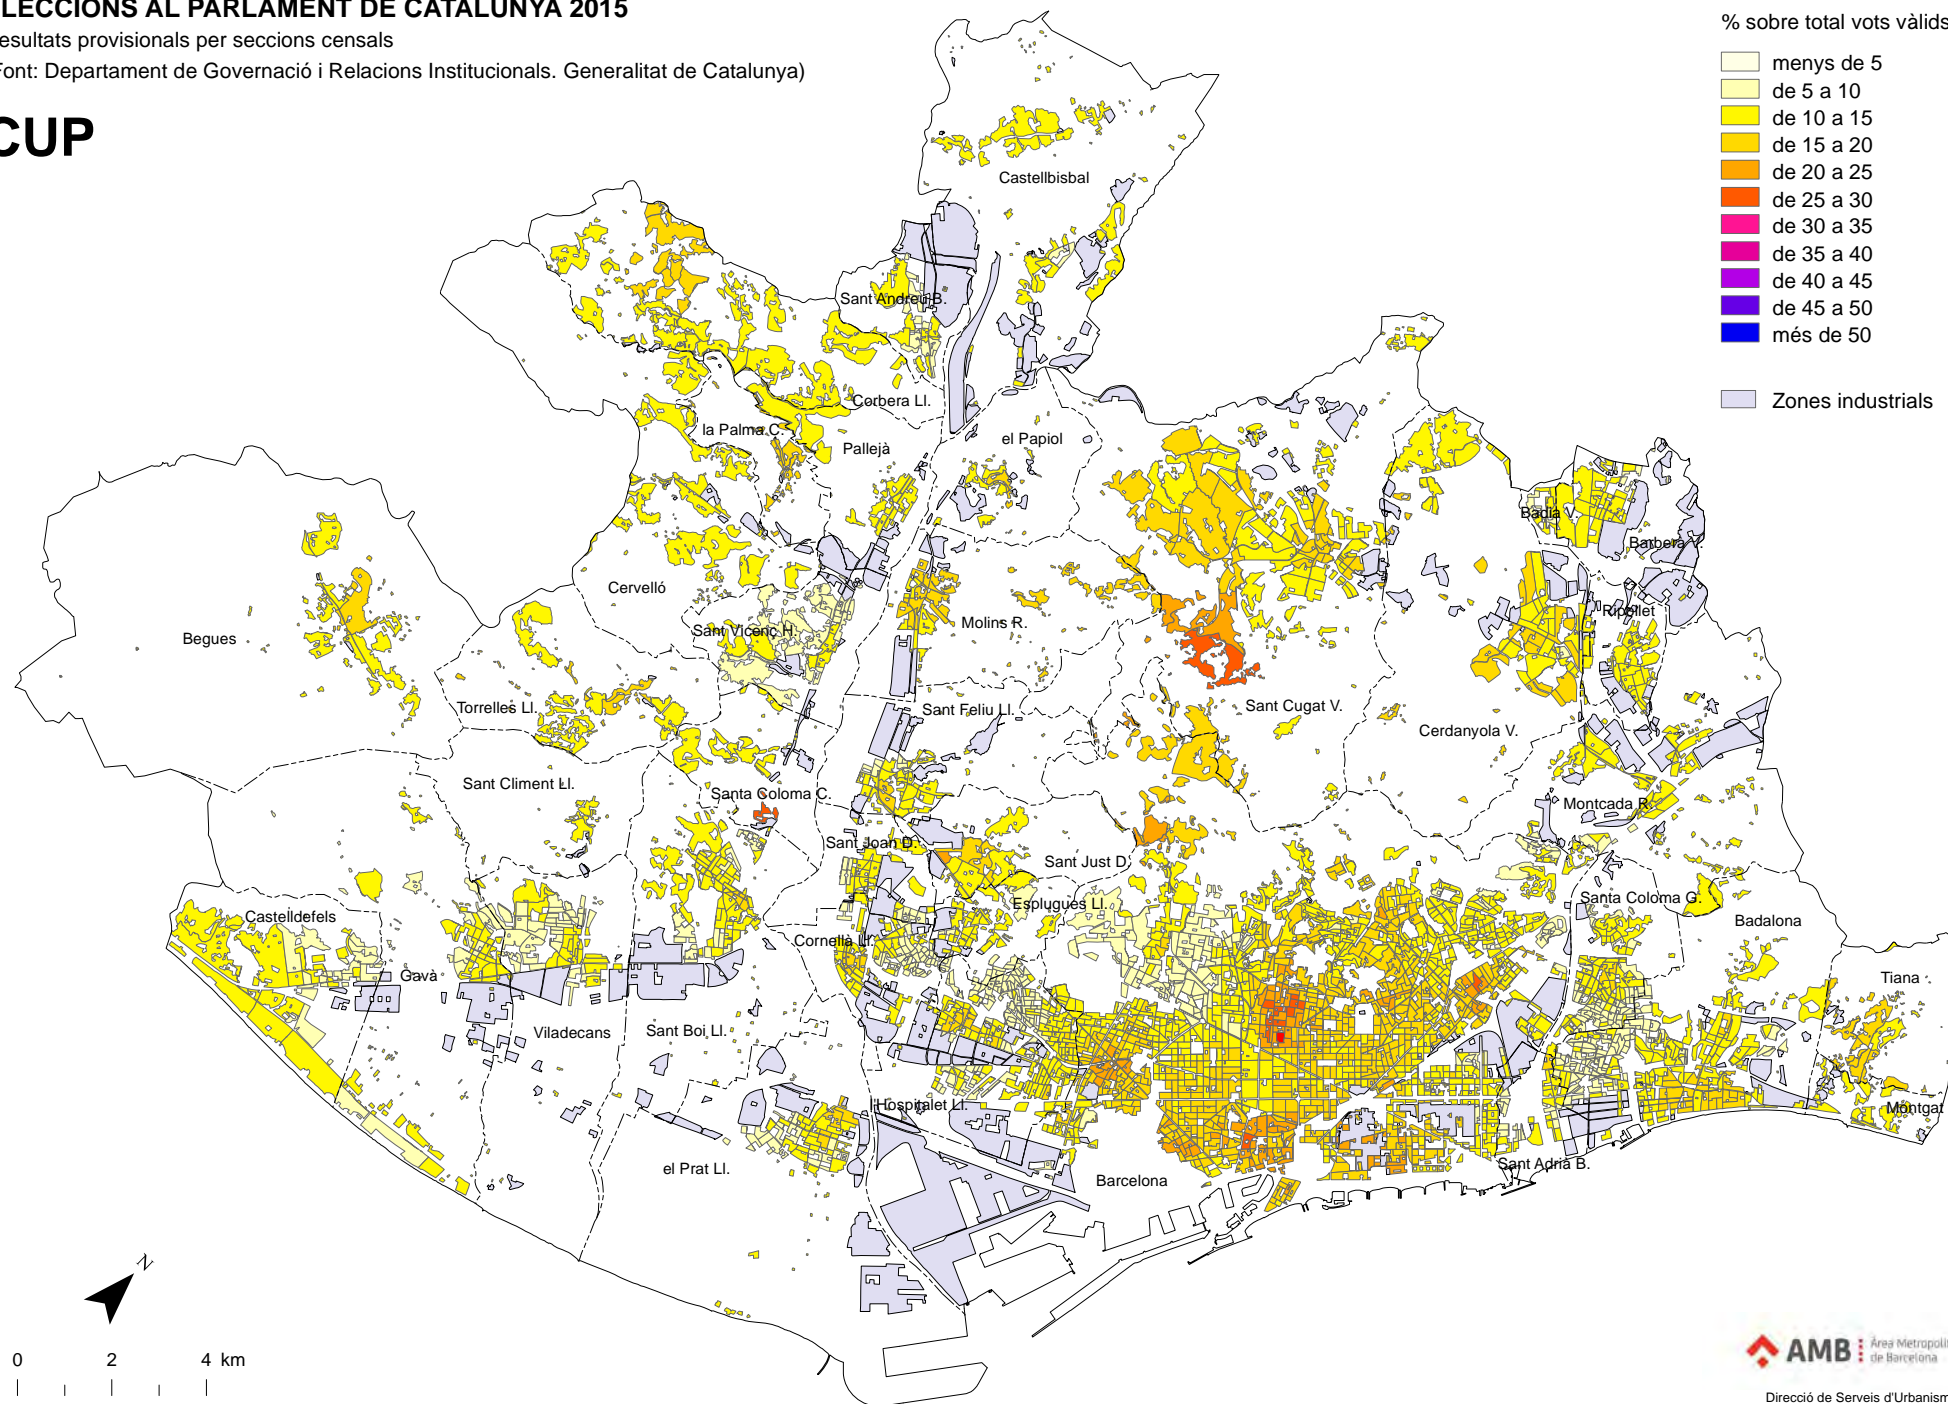 LECCIONS AL PARLAMENT DE CATALUNYA 2015
esultats provisionals per seccions censals
Font: Departament de Governació i Relacions Institucionals. Generalitat de Catalunya)
CUP
% sobre total vots vàlids
menys de 5
de 5 a 10
de 10 a 15
de 15 a 20
de 20 a 25
de 25 a 30
de 30 a 35
de 35 a 40
de 40 a 45
de 45 a 50
més de 50
Zones industrials
Castellbisbal
Sant Andreu B.
Corbera Ll.
la Palma C.
Pallejà
el Papiol
Badia V.
Barberà V.
Cervelló
Ripollet
Begues
Sant Vicenç H.
Molins R.
Torrelles Ll.
Sant Feliu Ll.
Sant Cugat V.
Cerdanyola V.
Sant Climent Ll.
Santa Coloma C.
Montcada R.
Sant Joan D.
Sant Just D.
Esplugues Ll.
Santa Coloma G.
Castelldefels
Badalona
Cornellà Ll.
Gavà
Tiana
Viladecans
Sant Boi Ll.
l'Hospitalet Ll.
Montgat
el Prat Ll.
Barcelona
Sant Adrià B.
N
0 2 4 km
AMB
Àrea Metropolit
de Barcelona
Direcció de Serveis d'Urbanism